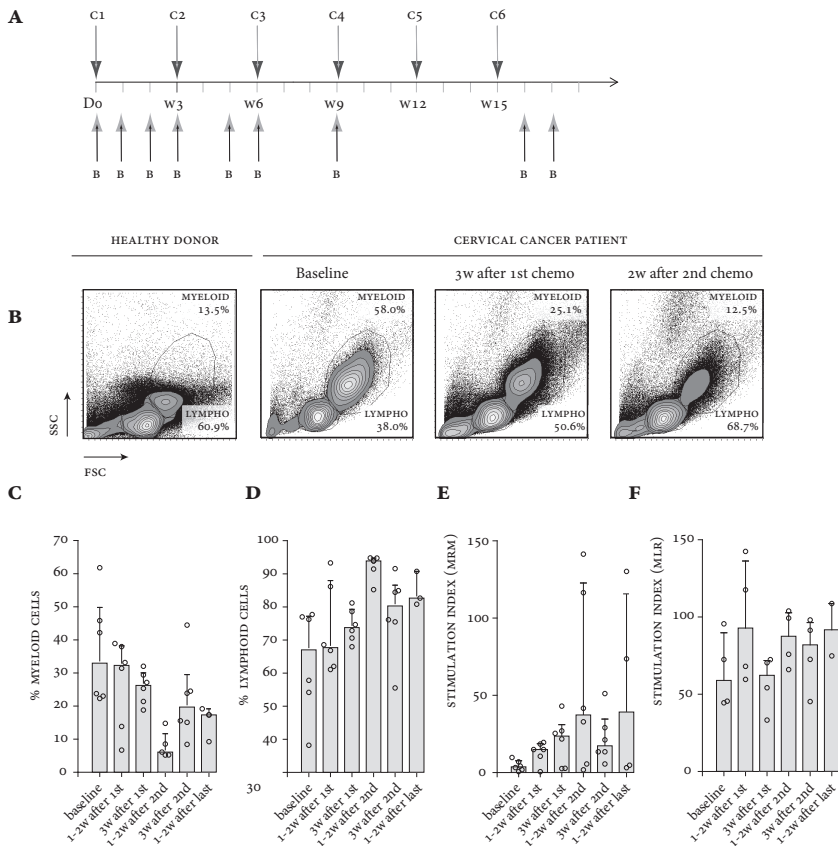 A
C1 C2 C3 C4 C5 C6
D0 W3 W6 W9 W12 W15
B B B B B B B B B
HEALTHY DONOR
CERVICAL CANCER PATIENT
Baseline
3w after 1st chemo
2w after 2nd chemo
B
MYELOID
13.5%
LYMPHO
60.9%
MYELOID
58.0%
LYMPHO
38.0%
MYELOID
25.1%
LYMPHO
50.6%
MYELOID
12.5%
LYMPHO
68.7%
SSC
FSC
C
% MYELOID CELLS
70
60
50
40
30
20
10
0
baseline
1-2w after 1st
3w after 1st
1-2w after 2nd
3w after 2nd
1-2w after last
D
% LYMPHOID CELLS
100
90
80
70
60
50
40
30
baseline
1-2w after 1st
3w after 1st
1-2w after 2nd
3w after 2nd
1-2w after last
E
STIMULATION INDEX (MRM)
150
100
50
0
baseline
1-2w after 1st
3w after 1st
1-2w after 2nd
3w after 2nd
1-2w after last
F
STIMULATION INDEX (MLR)
150
100
50
0
baseline
1-2w after 1st
3w after 1st
1-2w after 2nd
3w after 2nd
1-2w after last